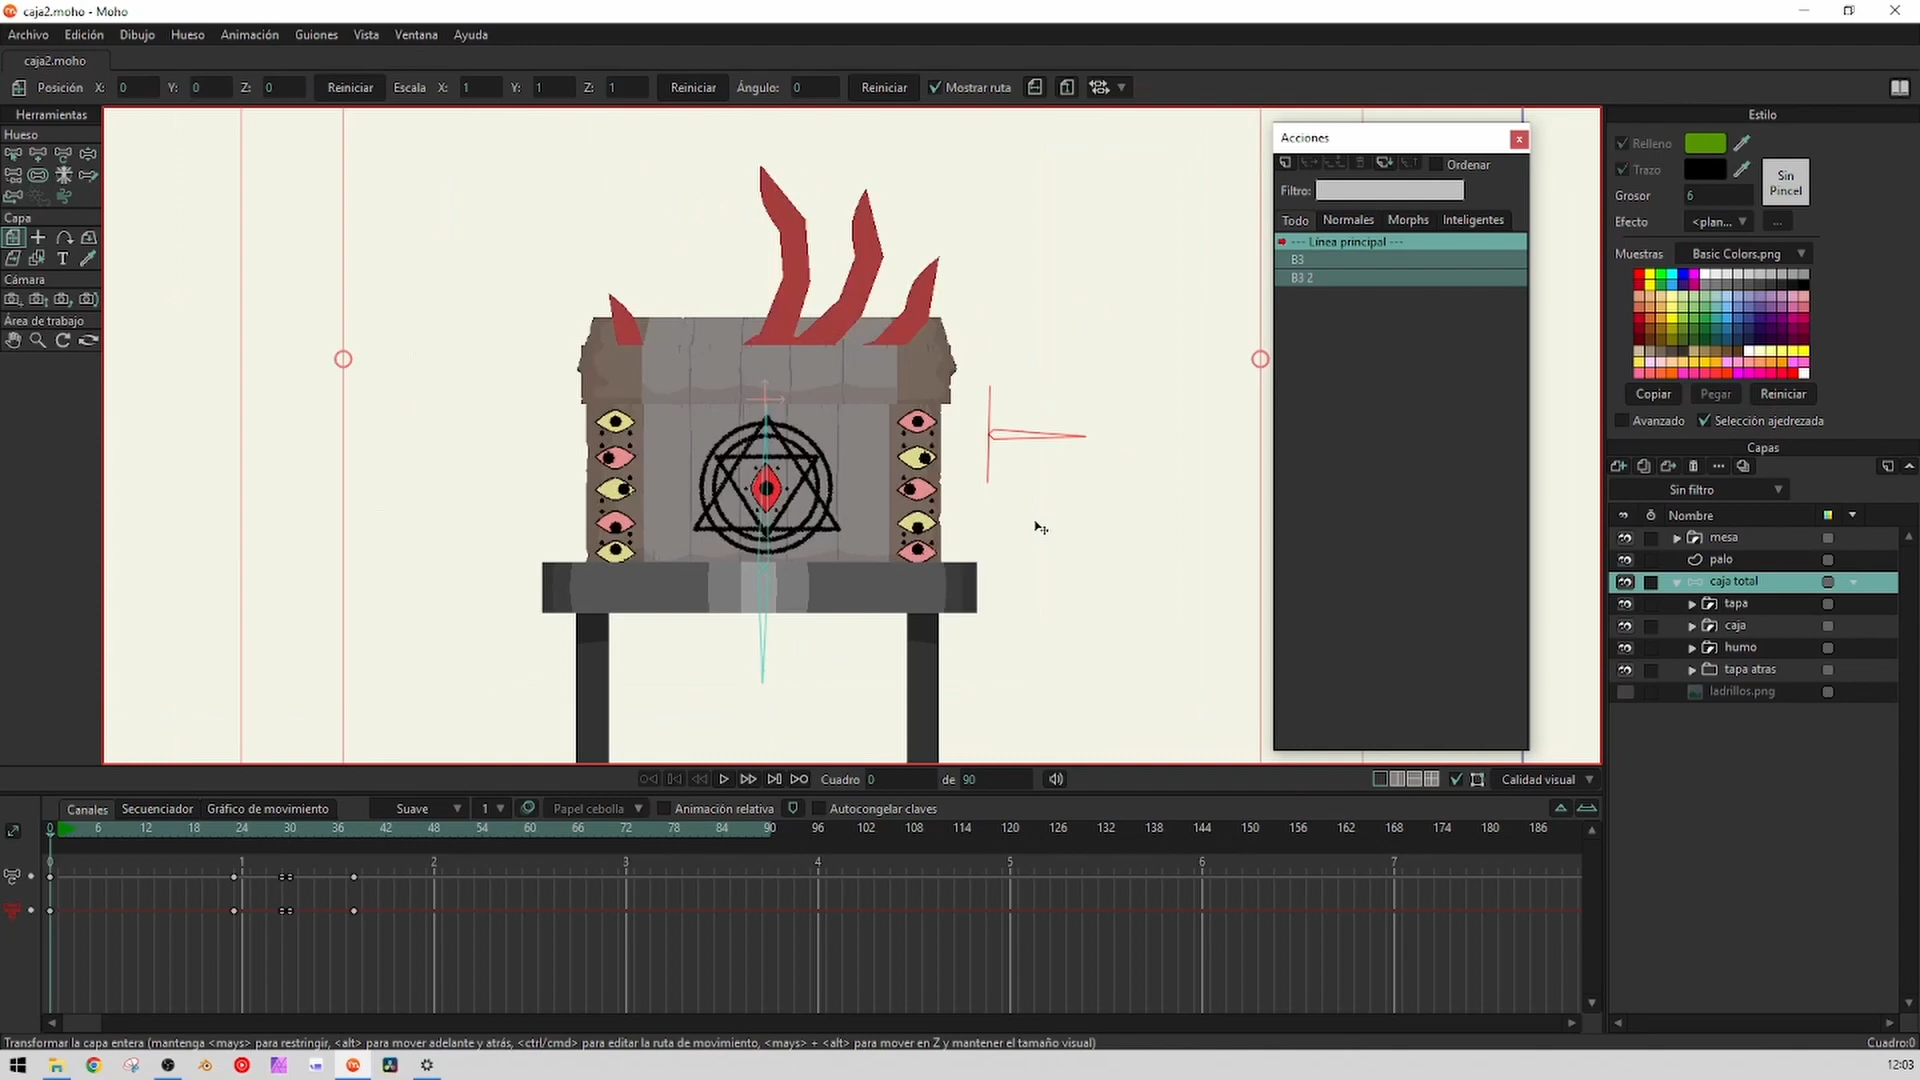 caja2.moho - Moho
Archivo Edición Dibujo Hueso Animación Guiones Vista Ventana Ayuda
caja2.moho
Posición X: 0 Y: 0 Z: 0 Reiniciar Escala X: 1 Y: 1 Z: 1 Reiniciar Ángulo: 0 Reiniciar Mostrar ruta
Herramientas
Hueso
Capa
T
Cámara
Área de trabajo
Acciones
Ordenar
Filtro:
Todo Normales Morphs Inteligentes
--- Línea principal ---
B3
B3 2
Estilo
Relleno
Trazo
Sin
Pincel
Grosor 6
Efecto <plan... ...
Muestras Basic Colors.png
Copiar Pegar Reiniciar
Avanzado Selección ajedrezada
Capas
Sin filtro
Nombre
mesa
palo
caja total
tapa
caja
humo
tapa atras
ladrillos.png
Cuadro 0 de 90 Calidad visual
Canales Secuenciador Gráfico de movimiento Suave 1 Papel cebolla Animación relativa Autocongelar claves
0 6 12 18 24 30 36 42 48 54 60 66 72 78 84 90 96 102 108 114 120 126 132 138 144 150 156 162 168 174 180 186
0 1 2 3 4 5 6 7
Transformar la capa entera (mantenga <mays> para restringir, <alt> para mover adelante y atrás, <ctrl/cmd> para editar la ruta de movimiento, <mays> + <alt> para mover en Z y mantener el tamaño visual) Cuadro:0
12:03